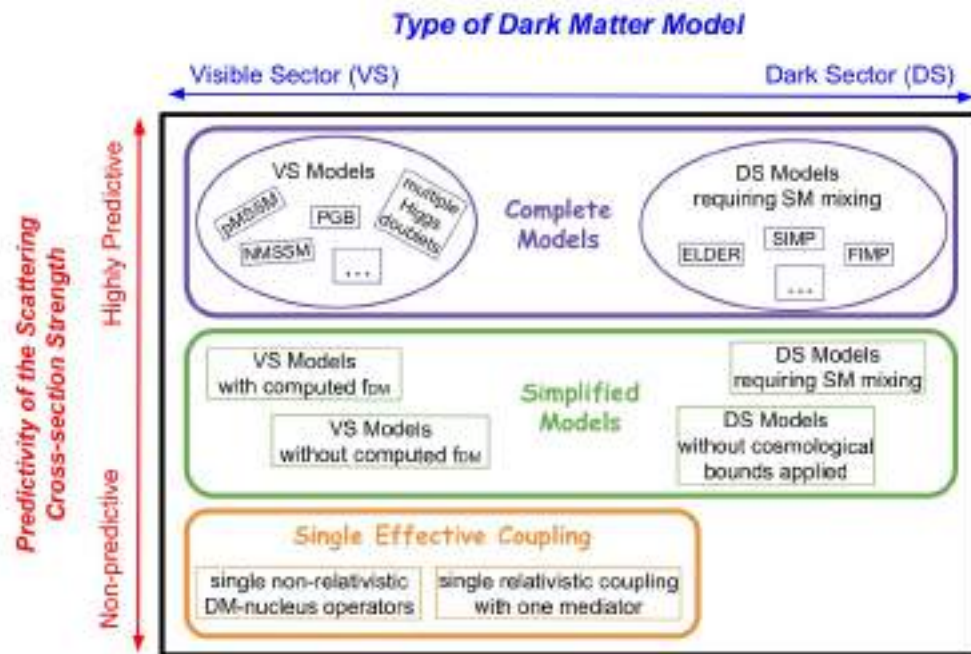 Type of Dark Matter Model
Visible Sector (VS)
Dark Sector (DS)
Predictivity of the Scattering
Cross-section Strength
Highly Predictive
Non-predictive
VS Models
pMSSM
PGB
multiple
Higgs
doublets
NMSSM
...
Complete
Models
DS Models
requiring SM mixing
ELDER
SIMP
FIMP
...
VS Models
with computed fDM
VS Models
without computed fDM
Simplified
Models
DS Models
requiring SM mixing
DS Models
without cosmological
bounds applied
Single Effective Coupling
single non-relativistic
DM-nucleus operators
single relativistic coupling
with one mediator